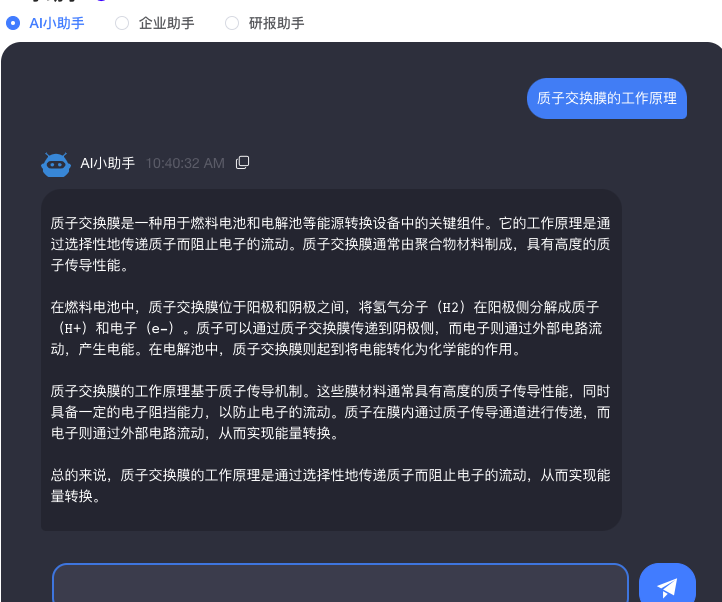 AI小助手 企业助手 研报助手
质子交换膜的工作原理
AI小助手 10:40:32 AM
质子交换膜是一种用于燃料电池和电解池等能源转换设备中的关键组件。它的工作原理是通
过选择性地传递质子而阻止电子的流动。质子交换膜通常由聚合物材料制成，具有高度的质
子传导性能。
在燃料电池中，质子交换膜位于阳极和阴极之间，将氢气分子（H2）在阳极侧分解成质子
（H+）和电子（e-）。质子可以通过质子交换膜传递到阴极侧，而电子则通过外部电路流
动，产生电能。在电解池中，质子交换膜则起到将电能转化为化学能的作用。
质子交换膜的工作原理基于质子传导机制。这些膜材料通常具有高度的质子传导性能，同时
具备一定的电子阻挡能力，以防止电子的流动。质子在膜内通过质子传导通道进行传递，而
电子则通过外部电路流动，从而实现能量转换。
总的来说，质子交换膜的工作原理是通过选择性地传递质子而阻止电子的流动，从而实现能
量转换。